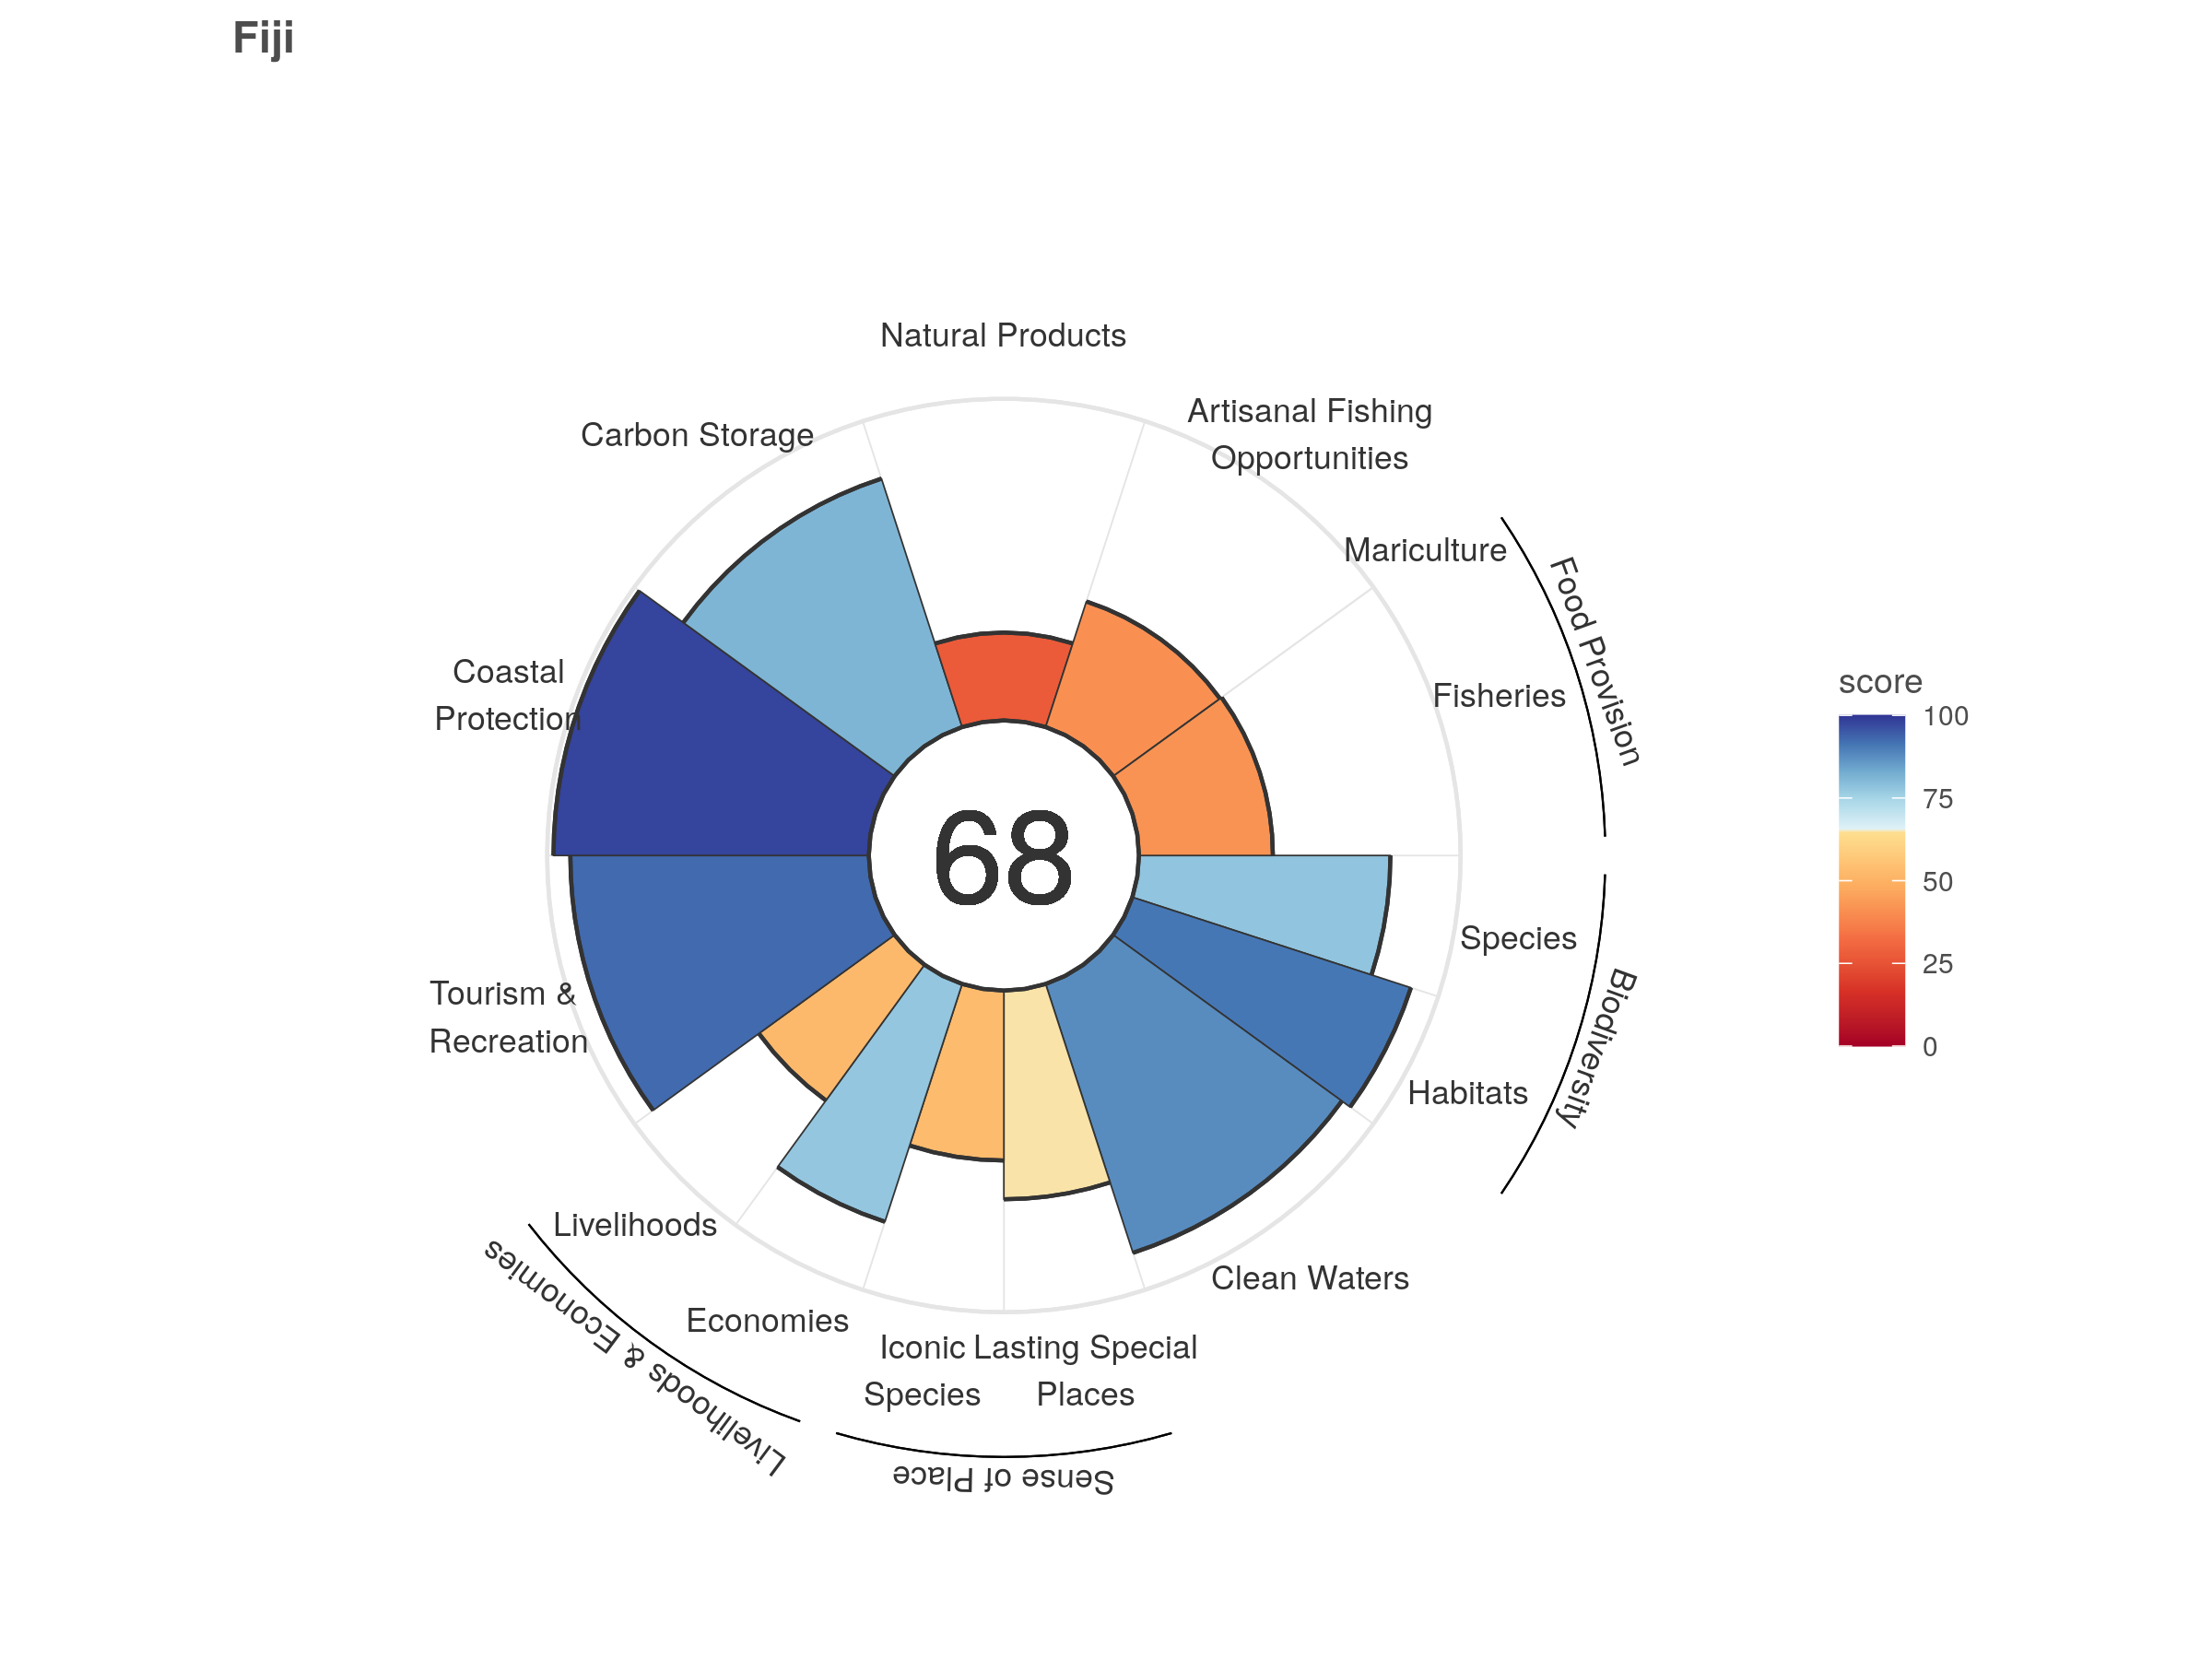 Fiji
Natural Products
Artisanal Fishing
Opportunities
Carbon Storage
Mariculture
Food Provision
Fisheries
Coastal
Protection
68
Species
Biodiversity
Tourism &
Recreation
Habitats
Livelihoods
Clean Waters
Economies
Livelihoods & Economies
Iconic
Species
Lasting Special
Places
Sense of Place
score
100
75
50
25
0